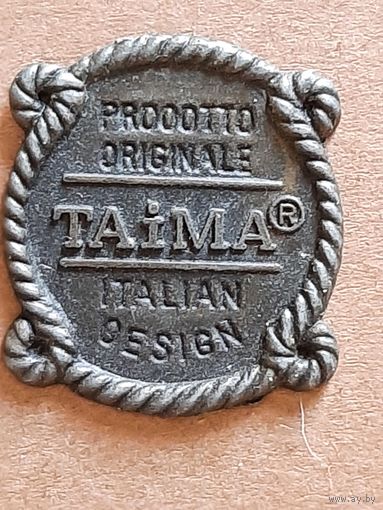 PRODOTTO
ORIGINALE
TAiMA®
ITALIAN
DESIGN
www.ay.by